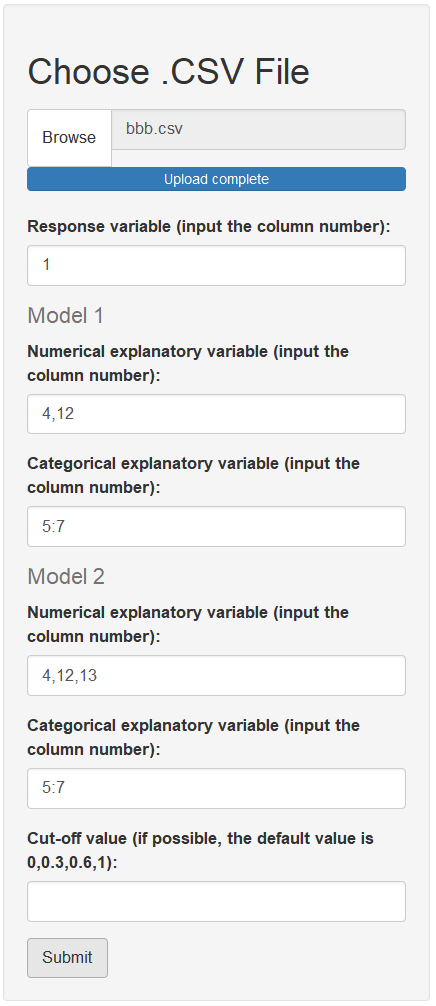 Choose .CSV File
Browse
bbb.csv
Upload complete
Response variable (input the column number):
1
Model 1
Numerical explanatory variable (input the
column number):
4,12
Categorical explanatory variable (input the
column number):
5:7
Model 2
Numerical explanatory variable (input the
column number):
4,12,13
Categorical explanatory variable (input the
column number):
5:7
Cut-off value (if possible, the default value is
0,0.3,0.6,1):
Submit